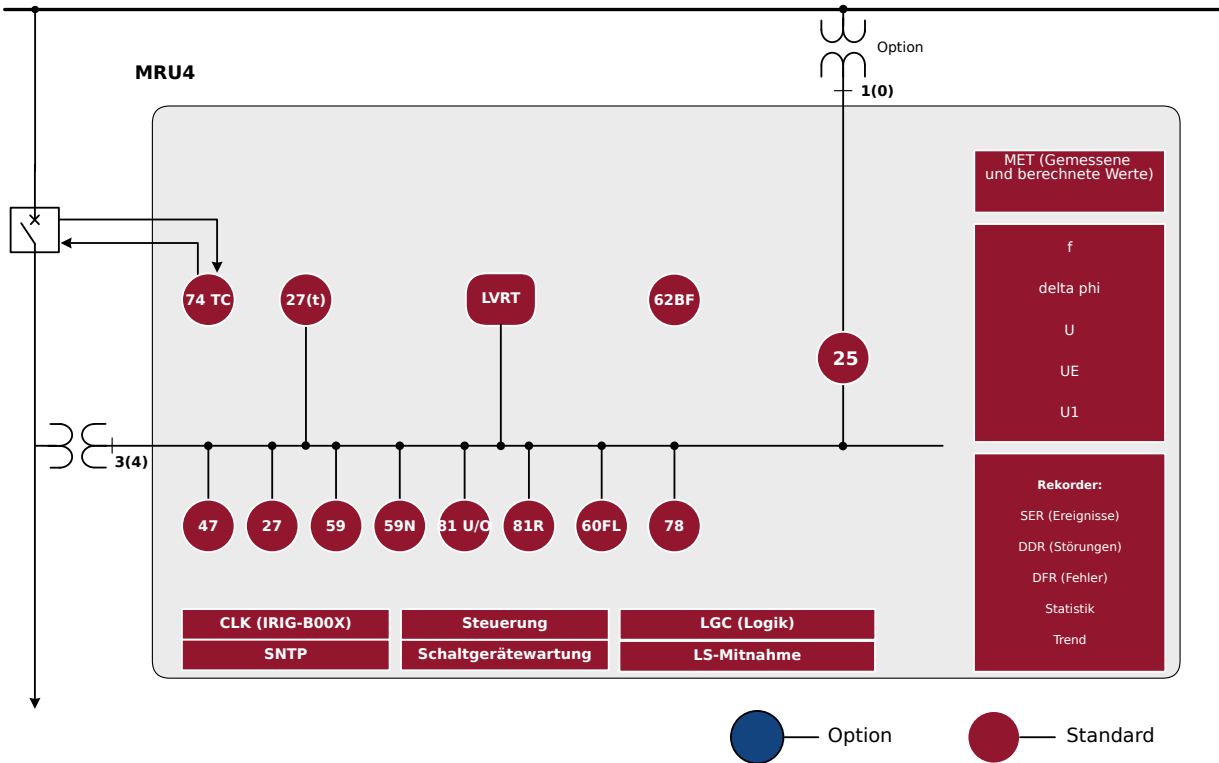 Option
MRU4
1(0)
MET (Gemessene
und berechnete Werte)
f
delta phi
U
UE
U1
74 TC
27(t)
LVRT
62BF
25
3(4)
47
27
59
59N
81 U/O
81R
60FL
78
Rekorder:
SER (Ereignisse)
DDR (Störungen)
DFR (Fehler)
Statistik
Trend
CLK (IRIG-B00X)
Steuerung
LGC (Logik)
SNTP
Schaltgerätewartung
LS-Mitnahme
Option
Standard